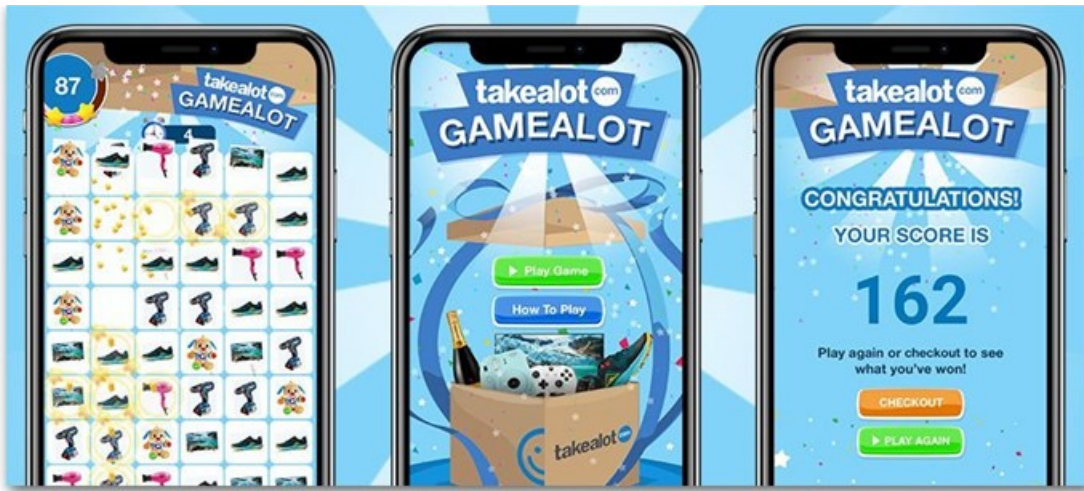 87
takealot com
GAMEALOT
4
takealot com
GAMEALOT
▶ Play Game
How To Play
takealot com
takealot com
GAMEALOT
CONGRATULATIONS!
YOUR SCORE IS
162
Play again or checkout to see
what you've won!
CHECKOUT
▶ PLAY AGAIN